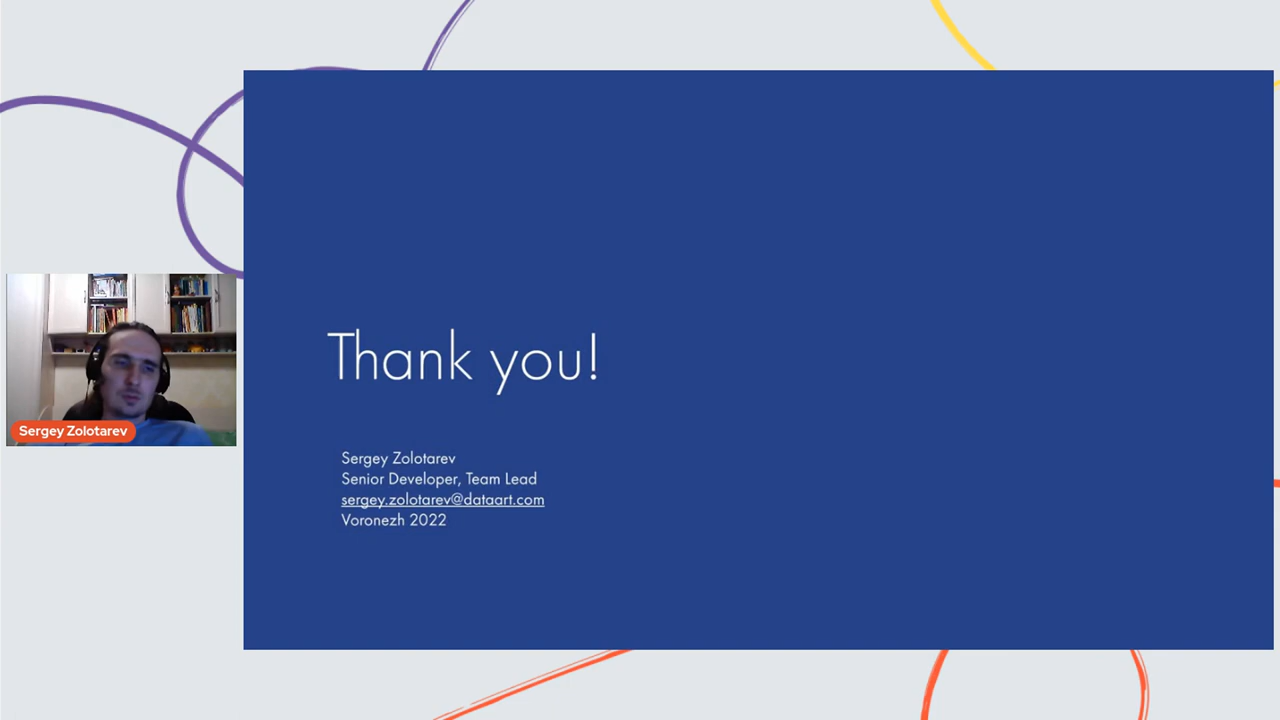 Thank you!
Sergey Zolotarev
Sergey Zolotarev
Senior Developer, Team Lead
sergey.zolotarev@dataart.com
Voronezh 2022